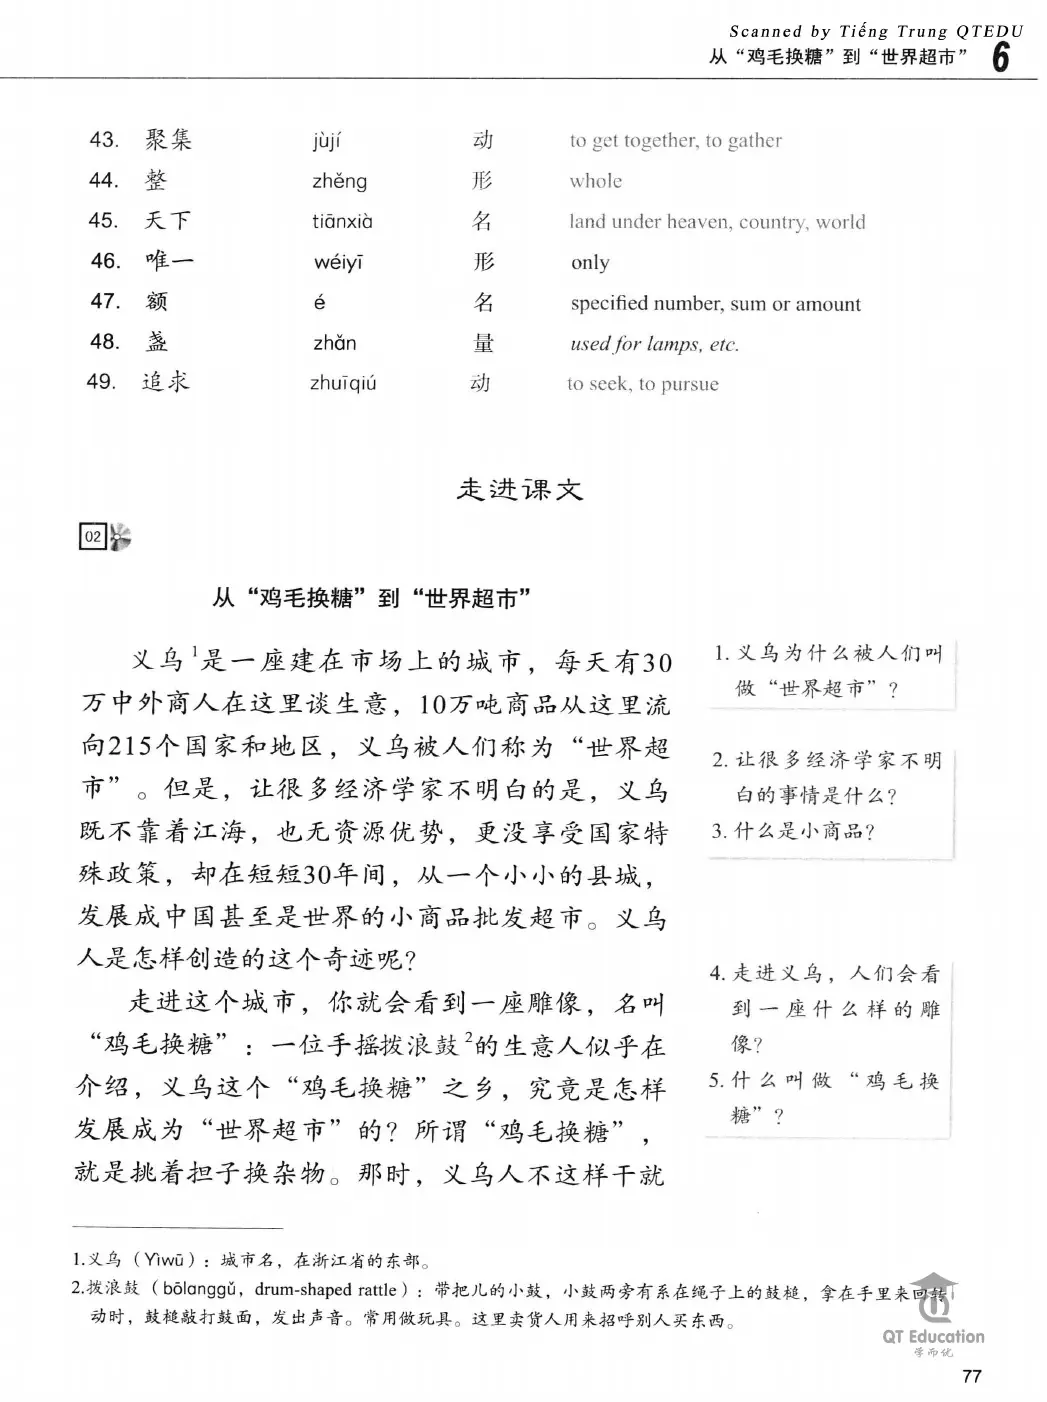 Scanned by Tiếng Trung QTEDU
从“鸡毛换糖”到“世界超市” 6
43. 聚集 jùjí 动 to get together, to gather
44. 整 zhěng 形 whole
45. 天下 tiānxià 名 land under heaven, country, world
46. 唯一 wéiyī 形 only
47. 额 é 名 specified number, sum or amount
48. 盏 zhǎn 量 used for lamps, etc.
49. 追求 zhuīqiú 动 to seek, to pursue
走进课文
02
从“鸡毛换糖”到“世界超市”
义乌1是一座建在市场上的城市，每天有30
万中外商人在这里谈生意，10万吨商品从这里流
向215个国家和地区，义乌被人们称为“世界超
市”。但是，让很多经济学家不明白的是，义乌
既不靠着江海，也无资源优势，更没享受国家特
殊政策，却在短短30年间，从一个小小的县城，
发展成中国甚至是世界的小商品批发超市。义乌
人是怎样创造的这个奇迹呢？
走进这个城市，你就会看到一座雕像，名叫
“鸡毛换糖”：一位手摇拨浪鼓2的生意人似乎在
介绍，义乌这个“鸡毛换糖”之乡，究竟是怎样
发展成为“世界超市”的？所谓“鸡毛换糖”，
就是挑着担子换杂物。那时，义乌人不这样干就
1. 义乌为什么被人们叫
做“世界超市”？
2. 让很多经济学家不明
白的事情是什么？
3. 什么是小商品？
4. 走进义乌，人们会看
到一座什么样的雕
像？
5. 什么叫做“鸡毛换
糖”？
1.义乌（Yìwū）：城市名，在浙江省的东部。
2.拨浪鼓（bōlanggǔ，drum-shaped rattle）：带把儿的小鼓，小鼓两旁有系在绳子上的鼓槌，拿在手里来回转
动时，鼓槌敲打鼓面，发出声音。常用做玩具。这里卖货人用来招呼别人买东西。
QT Education
学而优
77